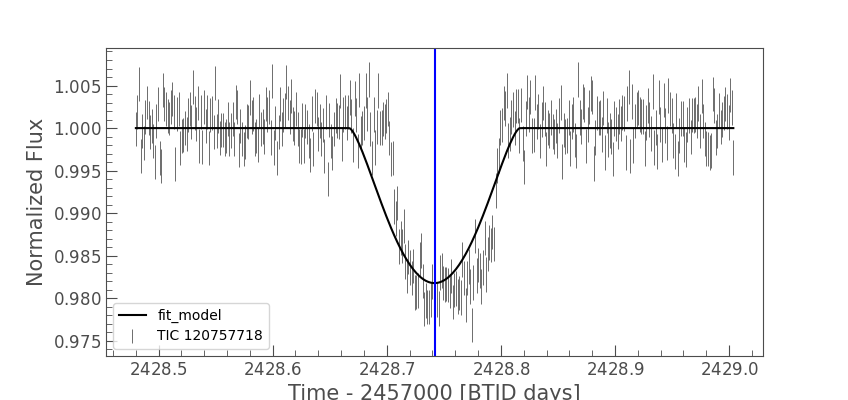 Normalized Flux
1.005
1.000
0.995
0.990
0.985
0.980
0.975
fit_model
TIC 120757718
2428.5 2428.6 2428.7 2428.8 2428.9 2429.0
Time - 2457000 [BTJD days]